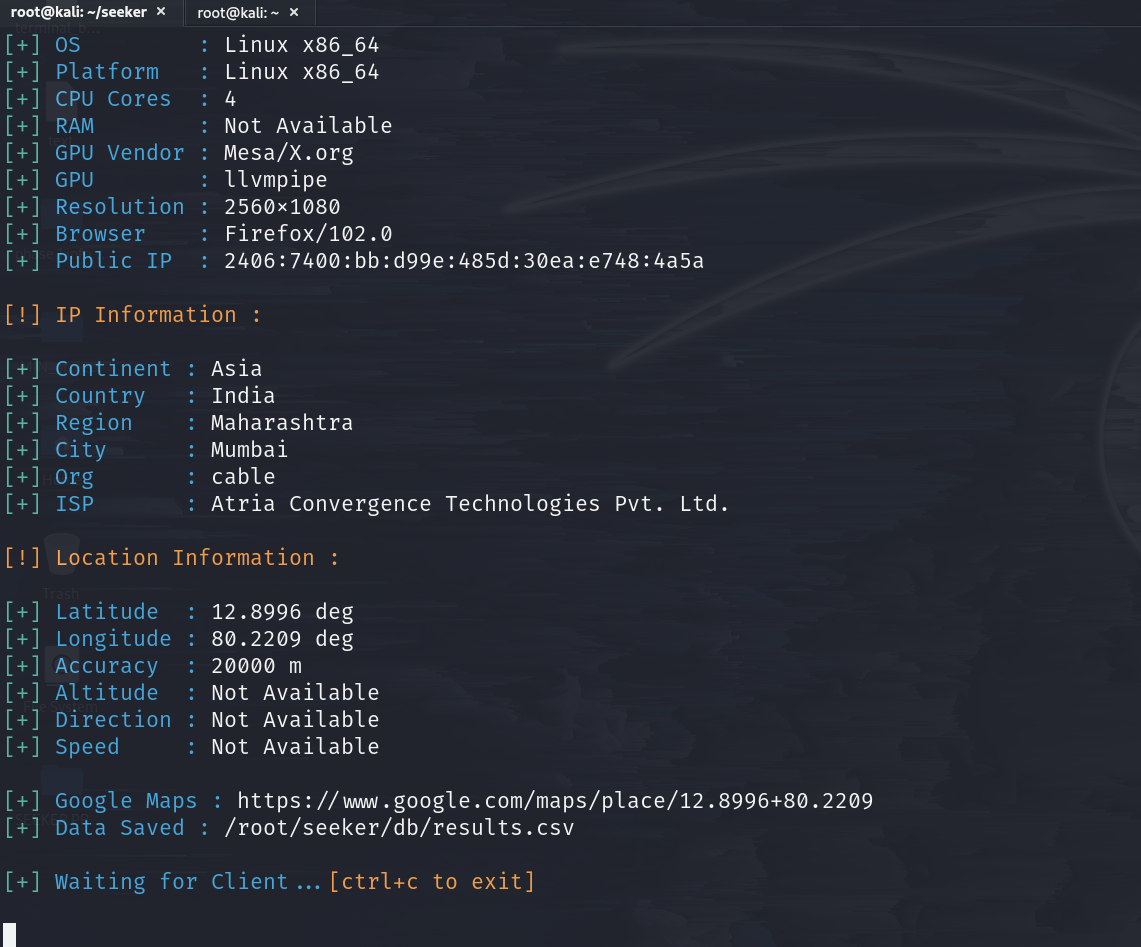 root@kali: ~/seeker × root@kali: ~ ×
[+] OS : Linux x86_64
[+] Platform : Linux x86_64
[+] CPU Cores : 4
[+] RAM : Not Available
[+] GPU Vendor : Mesa/X.org
[+] GPU : llvmpipe
[+] Resolution : 2560×1080
[+] Browser : Firefox/102.0
[+] Public IP : 2406:7400:bb:d99e:485d:30ea:e748:4a5a
[!] IP Information :
[+] Continent : Asia
[+] Country : India
[+] Region : Maharashtra
[+] City : Mumbai
[+] Org : cable
[+] ISP : Atria Convergence Technologies Pvt. Ltd.
[!] Location Information :
Trash
[+] Latitude : 12.8996 deg
[+] Longitude : 80.2209 deg
[+] Accuracy : 20000 m
[+] Altitude : Not Available
[+] Direction : Not Available
[+] Speed : Not Available
[+] Google Maps : https://www.google.com/maps/place/12.8996+80.2209
[+] Data Saved : /root/seeker/db/results.csv
[+] Waiting for Client...[ctrl+c to exit]